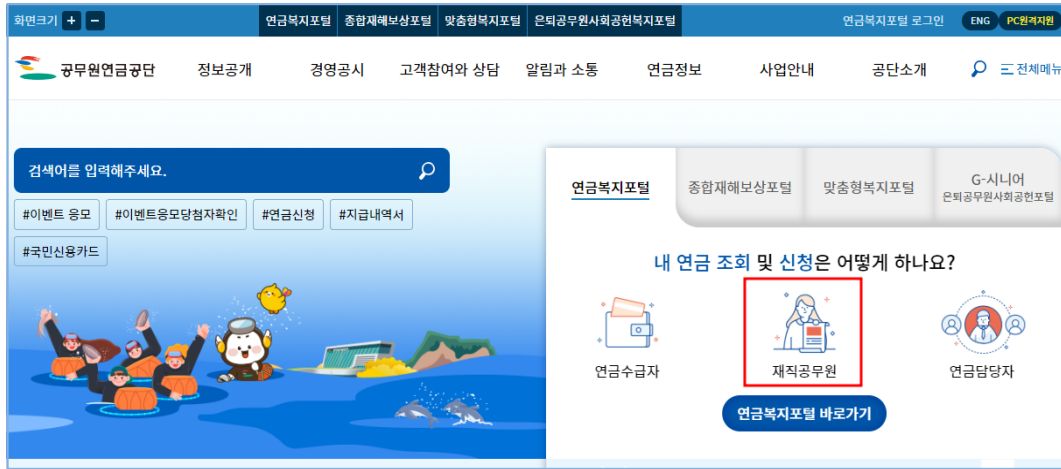 화면크기 + −
연금복지포털 종합재해보상포털 맞춤형복지포털 은퇴공무원사회공헌복지포털
연금복지포털 로그인 ENG PC원격지원
공무원연금공단 정보공개 경영공시 고객참여와 상담 알림과 소통 연금정보 사업안내 공단소개 전체메뉴
검색어를 입력해주세요.
#이벤트 응모 #이벤트응모당첨자확인 #연금신청 #지급내역서
#국민신용카드
연금복지포털 종합재해보상포털 맞춤형복지포털 G-시니어
은퇴공무원사회공헌포털
내 연금 조회 및 신청은 어떻게 하나요?
연금수급자 재직공무원 연금담당자
연금복지포털 바로가기